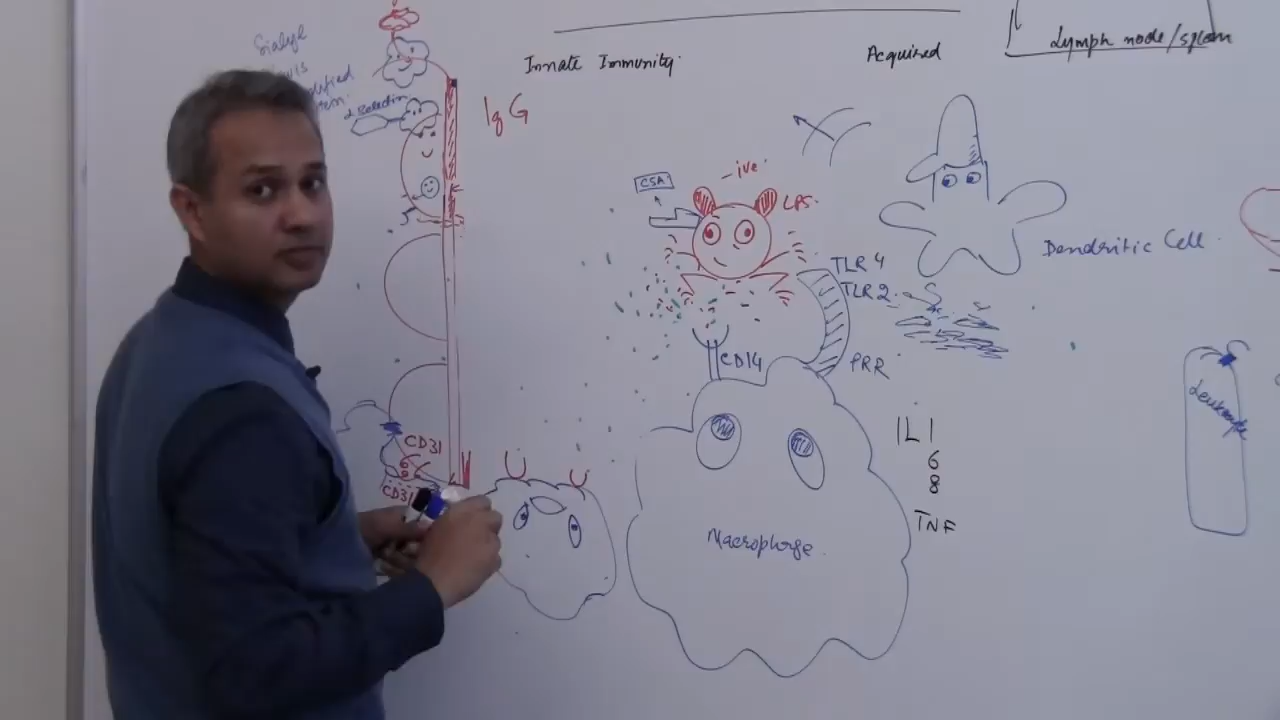 Sialyl
Innate Immunity
Acquired
Lymph node/spleen
IgG
CSA
-ive
LPS
Dendritic Cell
TLR 4
TLR 2
CD14
PRR
CD31
CD31
IL 1
6
8
TNF
Macrophage